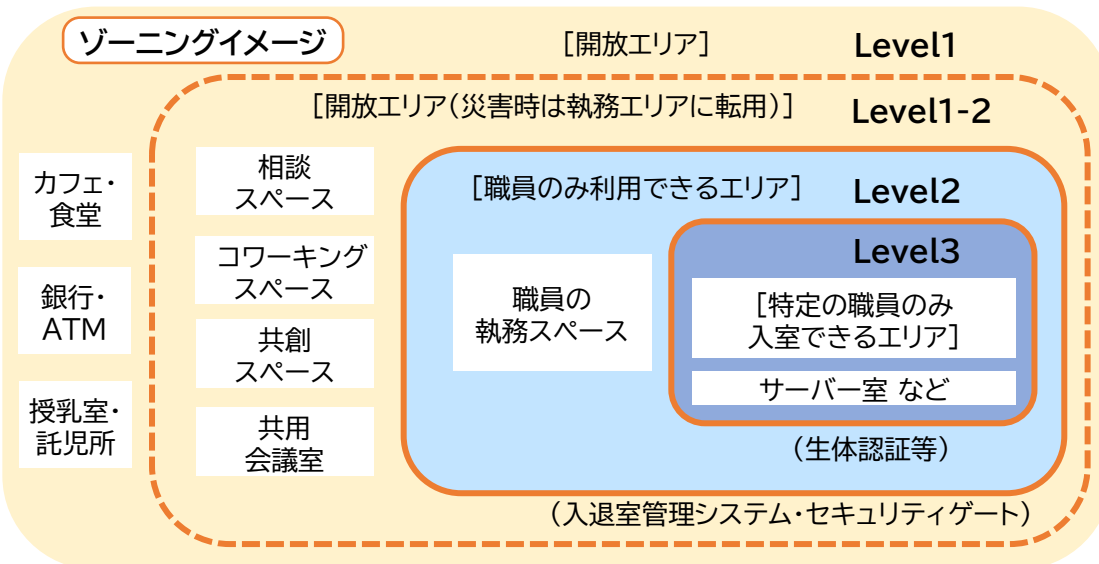 ゾーニングイメージ
[開放エリア]
Level1
[開放エリア(災害時は執務エリアに転用)]
Level1-2
カフェ・
食堂
銀行・
ATM
授乳室・
託児所
相談
スペース
コワーキング
スペース
共創
スペース
共用
会議室
[職員のみ利用できるエリア]
Level2
職員の
執務スペース
Level3
[特定の職員のみ
入室できるエリア]
サーバー室 など
(生体認証等)
(入退室管理システム・セキュリティゲート)